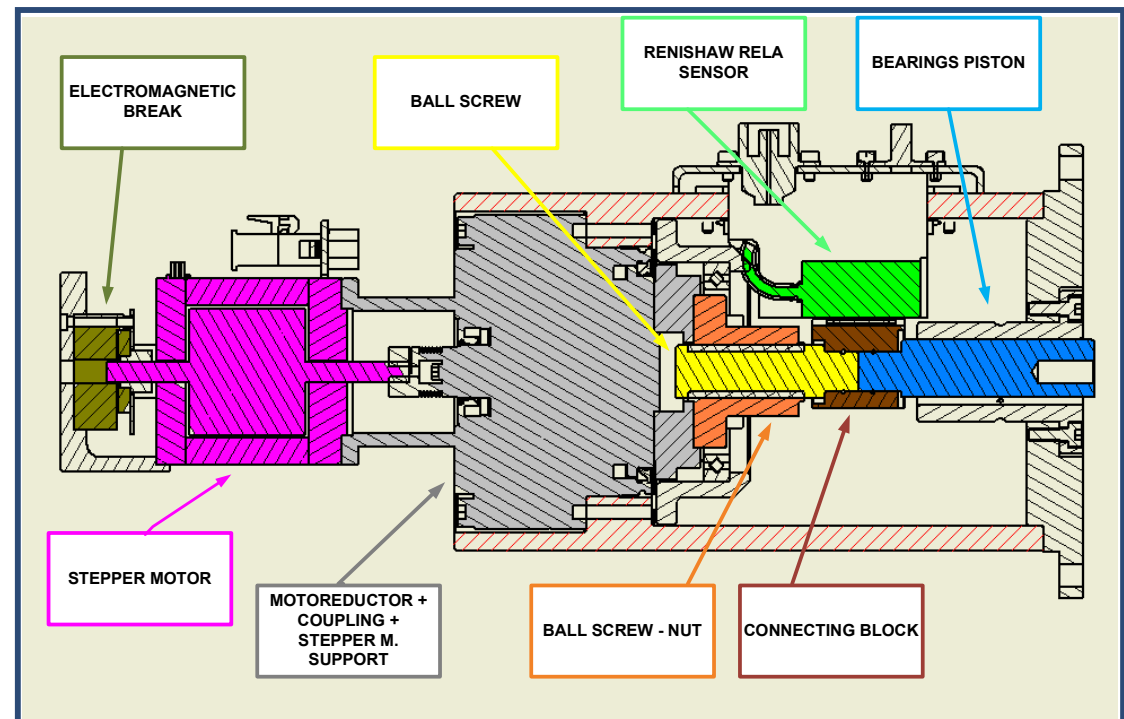 ELECTROMAGNETIC
BREAK
BALL SCREW
RENISHAW RELA
SENSOR
BEARINGS PISTON
STEPPER MOTOR
MOTOREDUCTOR +
COUPLING +
STEPPER M.
SUPPORT
BALL SCREW - NUT
CONNECTING BLOCK